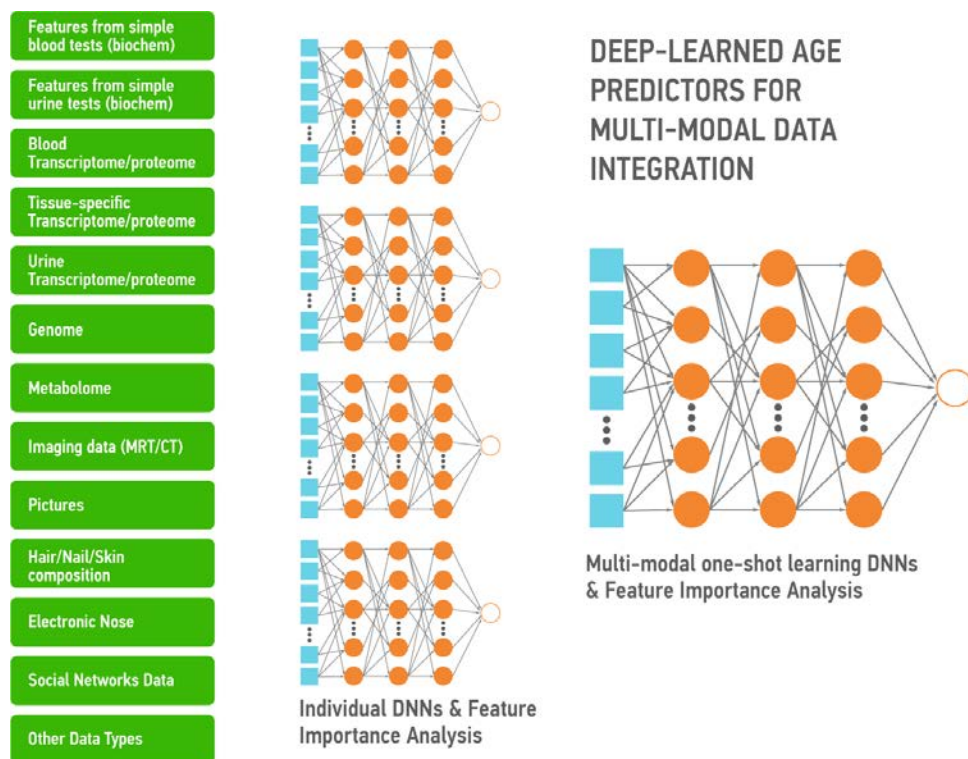 Features from simple
blood tests (biochem)
Features from simple
urine tests (biochem)
Blood
Transcriptome/proteome
Tissue-specific
Transcriptome/proteome
Urine
Transcriptome/proteome
Genome
Metabolome
Imaging data (MRT/CT)
Pictures
Hair/Nail/Skin
composition
Electronic Nose
Social Networks Data
Other Data Types
Individual DNNs & Feature
Importance Analysis
DEEP-LEARNED AGE
PREDICTORS FOR
MULTI-MODAL DATA
INTEGRATION
Multi-modal one-shot learning DNNs
& Feature Importance Analysis